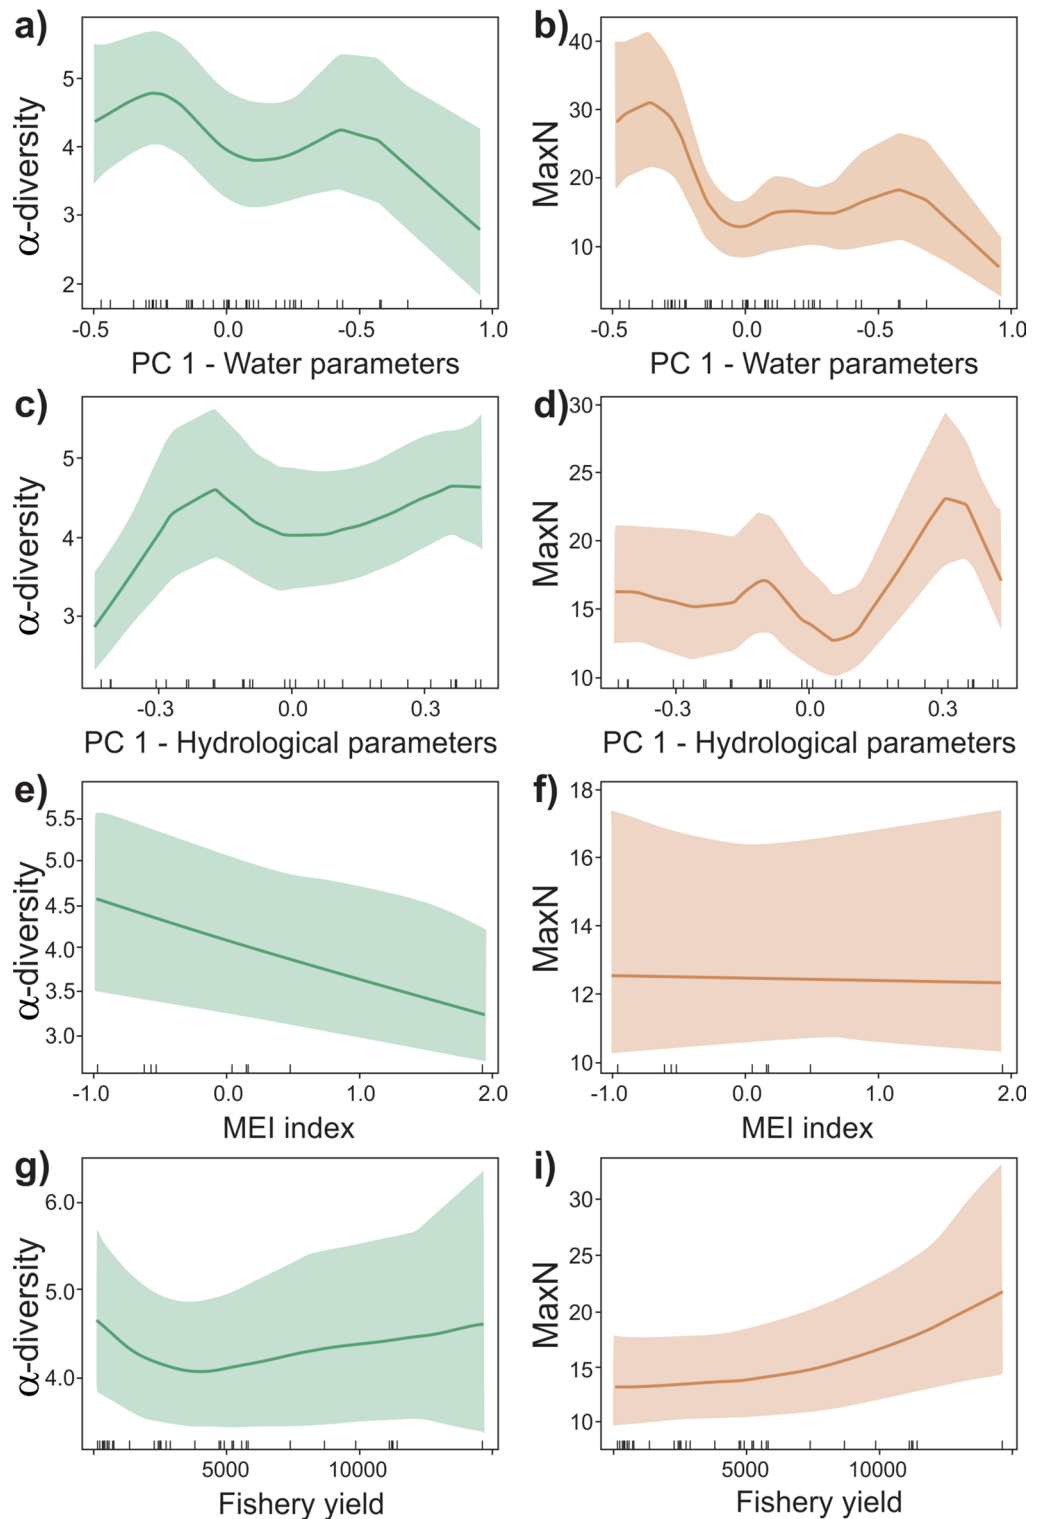 a)
5
4
3
2
α-diversity
-0.5 0.0 -0.5 1.0
PC 1 - Water parameters
b)
40
30
20
10
MaxN
-0.5 0.0 -0.5 1.0
PC 1 - Water parameters
c)
5
4
3
α-diversity
-0.3 0.0 0.3
PC 1 - Hydrological parameters
d)
30
25
20
15
10
MaxN
-0.3 0.0 0.3
PC 1 - Hydrological parameters
e)
5.5
5.0
4.5
4.0
3.5
3.0
α-diversity
-1.0 0.0 1.0 2.0
MEI index
f)
18
16
14
12
10
MaxN
-1.0 0.0 1.0 2.0
MEI index
g)
6.0
5.0
4.0
α-diversity
5000 10000
Fishery yield
i)
30
25
20
15
10
MaxN
5000 10000
Fishery yield